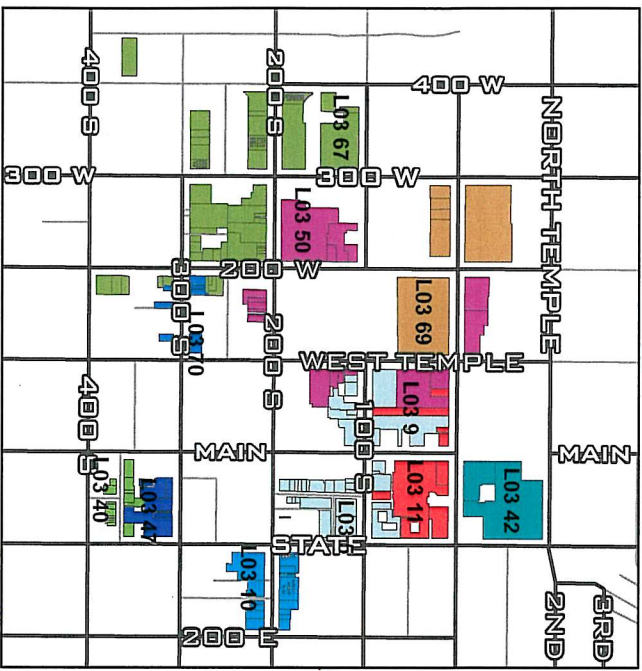 400 S
200 S
400 W
NORTH TEMPLE
L03 67
300 W
300 W
L03 50
200 W
300 S
L03 70
200 S
L03 69
WEST TEMPLE
L03 9
100 S
400 S
MAIN
MAIN
L03 40
L03 47
L03
L03 11
L03 42
STATE
L03 10
200 E
2ND
3RD